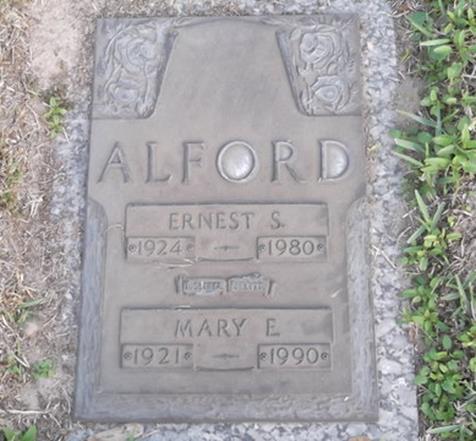 ALFORD
ERNEST S.
1924 — 1980
MARY E.
1921 — 1990